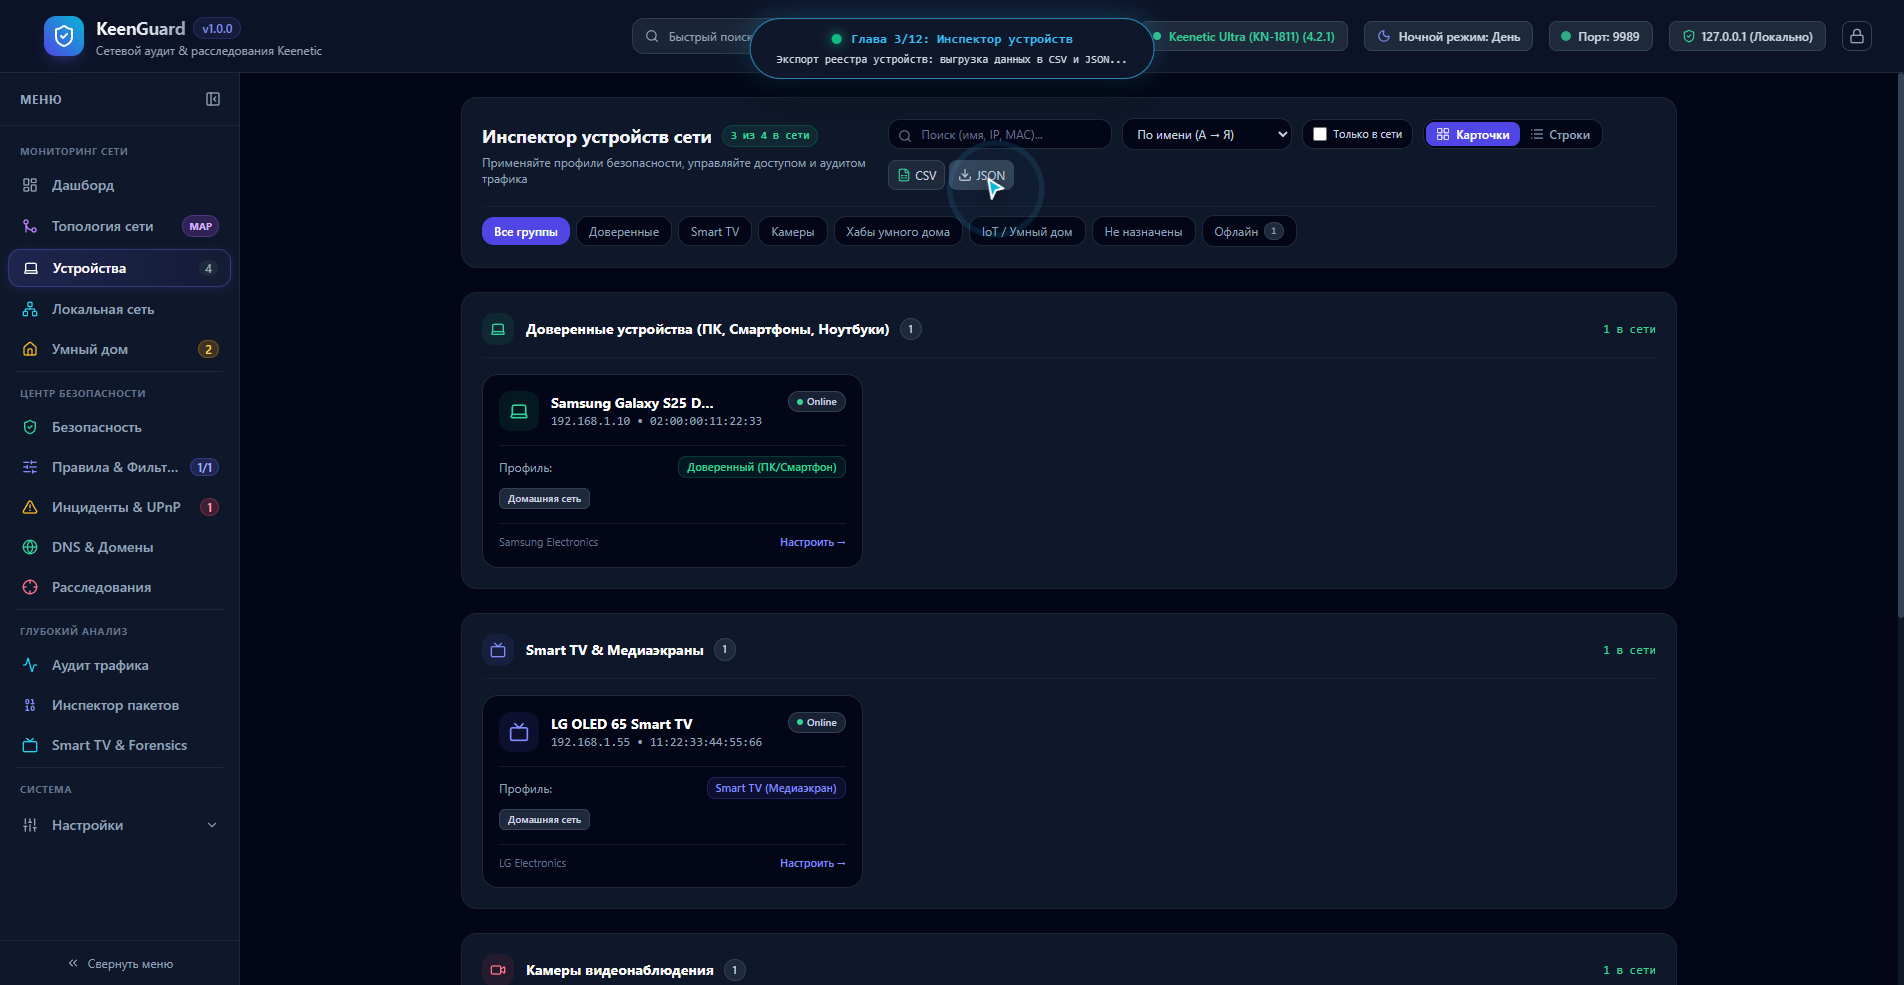 KeenGuard v1.0.0
Сетевой аудит & расследования Keenetic
Быстрый поиск
Глава 3/12: Инспектор устройств
Экспорт реестра устройств: выгрузка данных в CSV и JSON...
Keenetic Ultra (KN-1811) (4.2.1)
Ночной режим: День
Порт: 9989
127.0.0.1 (Локально)
МЕНЮ
МОНИТОРИНГ СЕТИ
Дашборд
Топология сети MAP
Устройства 4
Локальная сеть
Умный дом 2
ЦЕНТР БЕЗОПАСНОСТИ
Безопасность
Правила & Фильт... 1/1
Инциденты & UPnP 1
DNS & Домены
Расследования
ГЛУБОКИЙ АНАЛИЗ
Аудит трафика
Инспектор пакетов
Smart TV & Forensics
СИСТЕМА
Настройки
Свернуть меню
Инспектор устройств сети 3 из 4 в сети
Применяйте профили безопасности, управляйте доступом и аудитом
трафика
Поиск (имя, IP, MAC)...
По имени (А → Я)
Только в сети
Карточки
Строки
CSV
JSON
Все группы
Доверенные
Smart TV
Камеры
Хабы умного дома
IoT / Умный дом
Не назначены
Офлайн 1
Доверенные устройства (ПК, Смартфоны, Ноутбуки) 1
1 в сети
Samsung Galaxy S25 D...
Online
192.168.1.10 • 02:00:00:11:22:33
Профиль:
Доверенный (ПК/Смартфон)
Домашняя сеть
Samsung Electronics
Настроить →
Smart TV & Медиаэкраны 1
1 в сети
LG OLED 65 Smart TV
Online
192.168.1.55 • 11:22:33:44:55:66
Профиль:
Smart TV (Медиаэкран)
Домашняя сеть
LG Electronics
Настроить →
Камеры видеонаблюдения 1
1 в сети